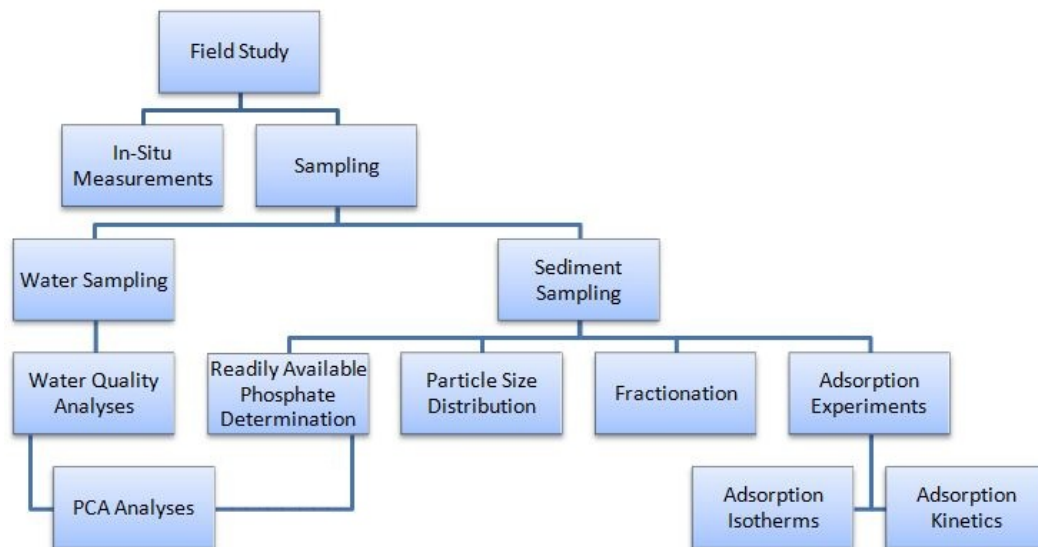 Field Study
In-Situ
Measurements
Sampling
Water Sampling
Sediment
Sampling
Water Quality
Analyses
Readily Available
Phosphate
Determination
Particle Size
Distribution
Fractionation
Adsorption
Experiments
PCA Analyses
Adsorption
Isotherms
Adsorption
Kinetics